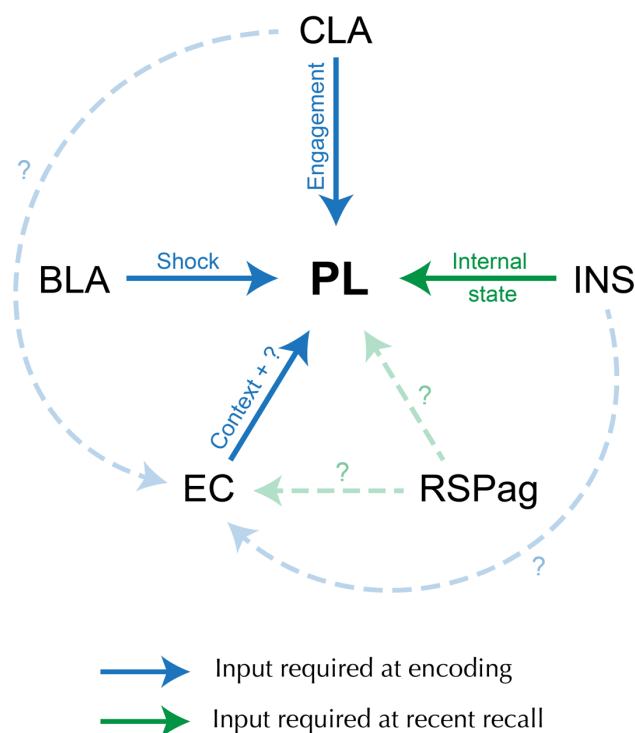 CLA
Engagement
?
BLA
Shock
PL
Internal
state
INS
Context + ?
?
EC
?
RSPag
?
Input required at encoding
Input required at recent recall